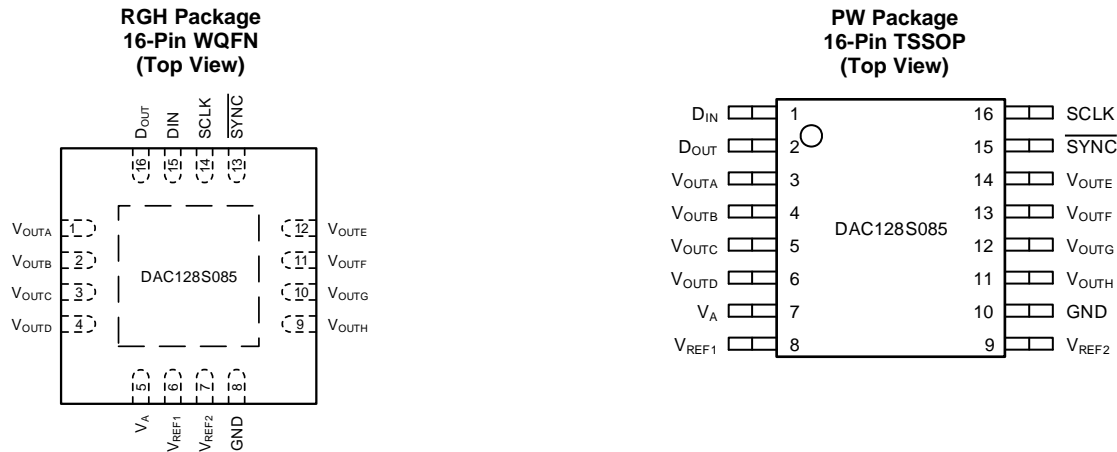 RGH Package
16-Pin WQFN
(Top View)
DOUT
DIN
SCLK
SYNC
16
15
14
13
VOUTA 1
VOUTB 2
VOUTC 3
VOUTD 4
DAC128S085
12 VOUTE
11 VOUTF
10 VOUTG
9 VOUTH
5
6
7
8
VA
VREF1
VREF2
GND
PW Package
16-Pin TSSOP
(Top View)
DIN 1
DOUT 2
VOUTA 3
VOUTB 4
VOUTC 5
VOUTD 6
VA 7
VREF1 8
DAC128S085
16 SCLK
15 SYNC
14 VOUTE
13 VOUTF
12 VOUTG
11 VOUTH
10 GND
9 VREF2